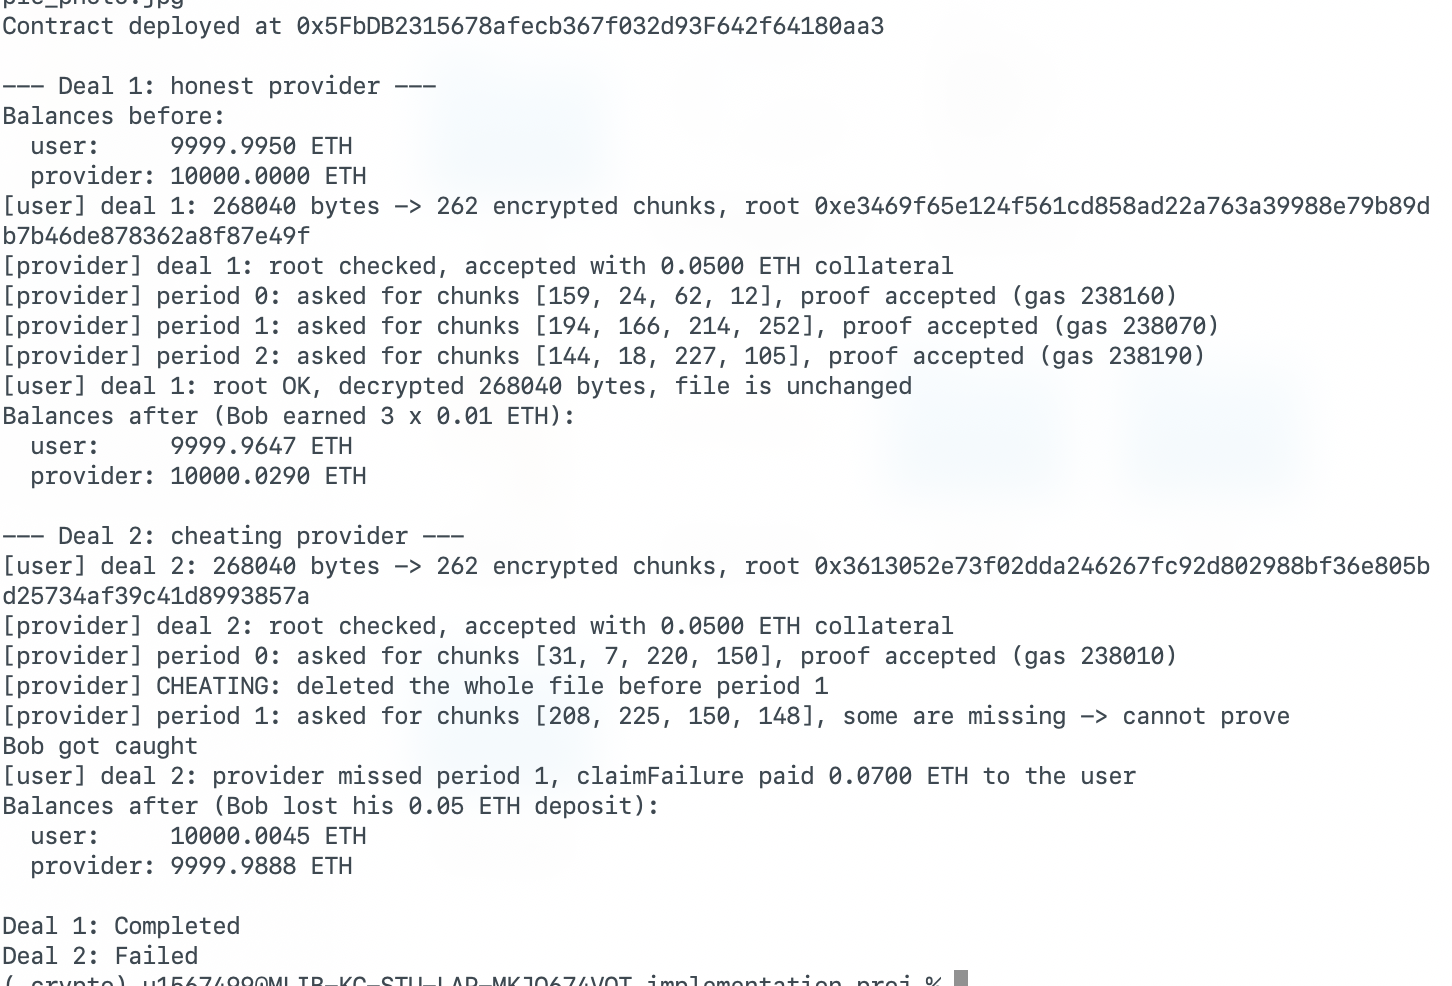 Contract deployed at 0x5FbDB2315678afecb367f032d93F642f64180aa3
--- Deal 1: honest provider ---
Balances before:
user: 9999.9950 ETH
provider: 10000.0000 ETH
[user] deal 1: 268040 bytes -> 262 encrypted chunks, root 0xe3469f65e124f561cd858ad22a763a39988e79b89d
b7b46de878362a8f87e49f
[provider] deal 1: root checked, accepted with 0.0500 ETH collateral
[provider] period 0: asked for chunks [159, 24, 62, 12], proof accepted (gas 238160)
[provider] period 1: asked for chunks [194, 166, 214, 252], proof accepted (gas 238070)
[provider] period 2: asked for chunks [144, 18, 227, 105], proof accepted (gas 238190)
[user] deal 1: root OK, decrypted 268040 bytes, file is unchanged
Balances after (Bob earned 3 x 0.01 ETH):
user: 9999.9647 ETH
provider: 10000.0290 ETH
--- Deal 2: cheating provider ---
[user] deal 2: 268040 bytes -> 262 encrypted chunks, root 0x3613052e73f02dda246267fc92d802988bf36e805b
d25734af39c41d8993857a
[provider] deal 2: root checked, accepted with 0.0500 ETH collateral
[provider] period 0: asked for chunks [31, 7, 220, 150], proof accepted (gas 238010)
[provider] CHEATING: deleted the whole file before period 1
[provider] period 1: asked for chunks [208, 225, 150, 148], some are missing -> cannot prove
Bob got caught
[user] deal 2: provider missed period 1, claimFailure paid 0.0700 ETH to the user
Balances after (Bob lost his 0.05 ETH deposit):
user: 10000.0045 ETH
provider: 9999.9888 ETH
Deal 1: Completed
Deal 2: Failed